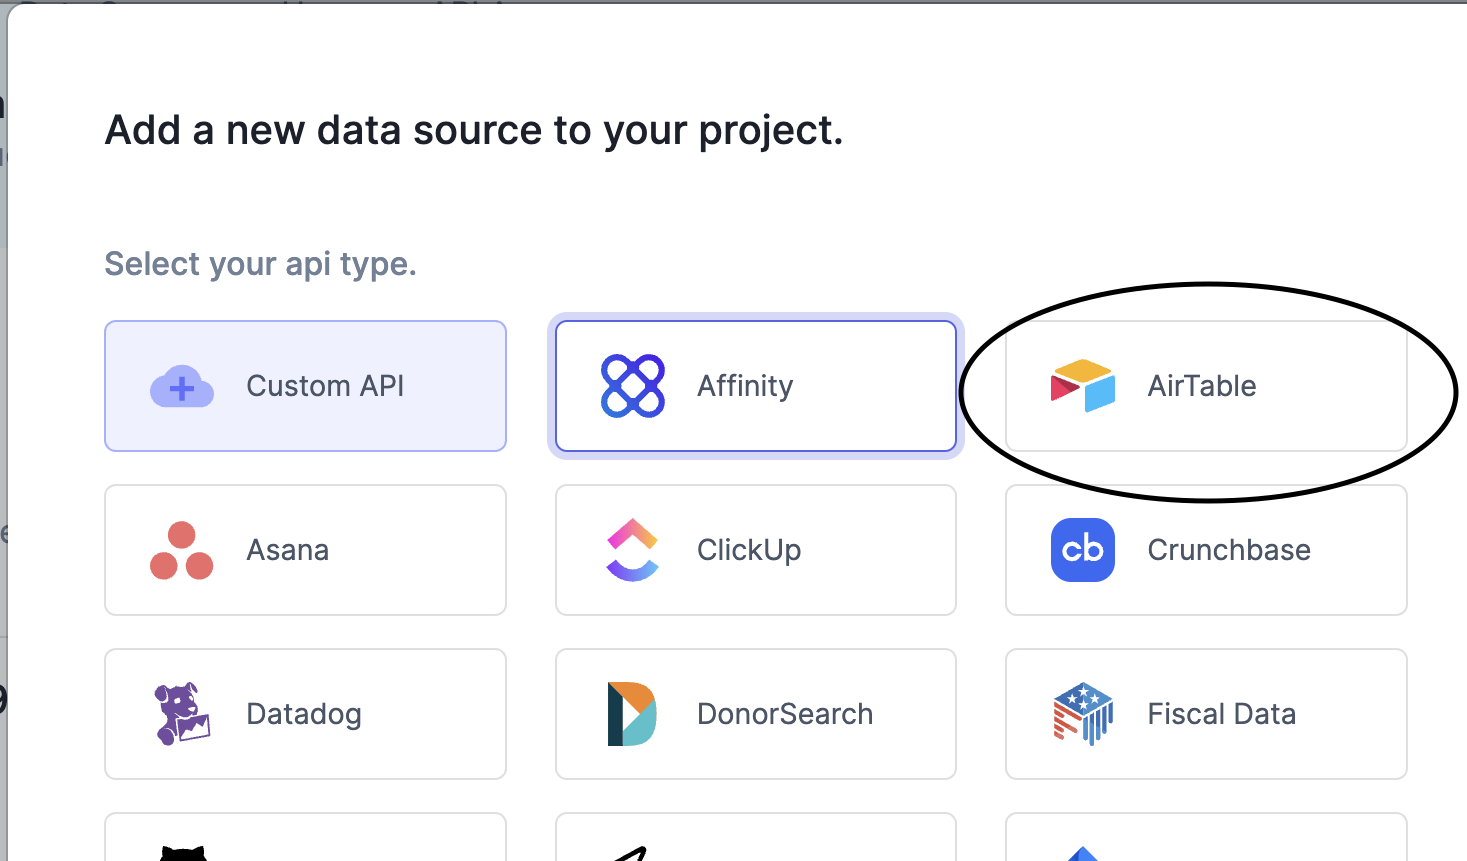 Add a new data source to your project.
Select your api type.
Custom API
Affinity
AirTable
Asana
ClickUp
cb
Crunchbase
Datadog
DonorSearch
Fiscal Data